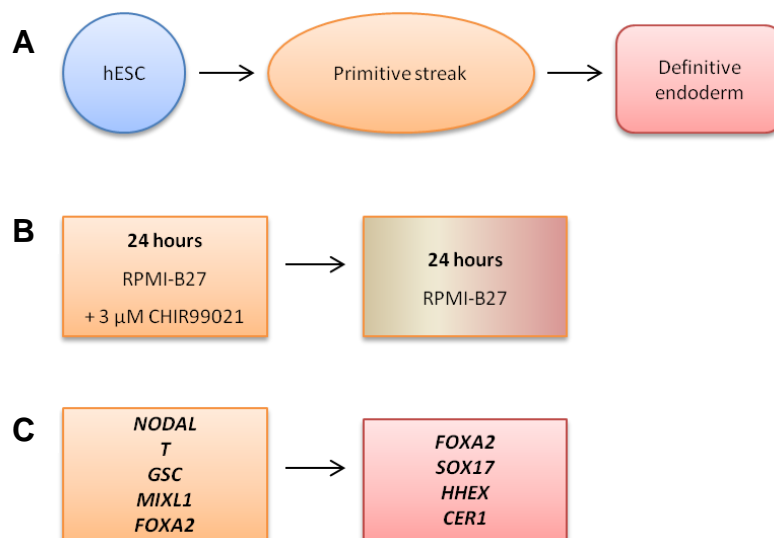 A
hESC
Primitive streak
Definitive
endoderm
B
24 hours
RPMI-B27
+ 3 µM CHIR99021
24 hours
RPMI-B27
C
NODAL
T
GSC
MIXL1
FOXA2
FOXA2
SOX17
HHEX
CER1